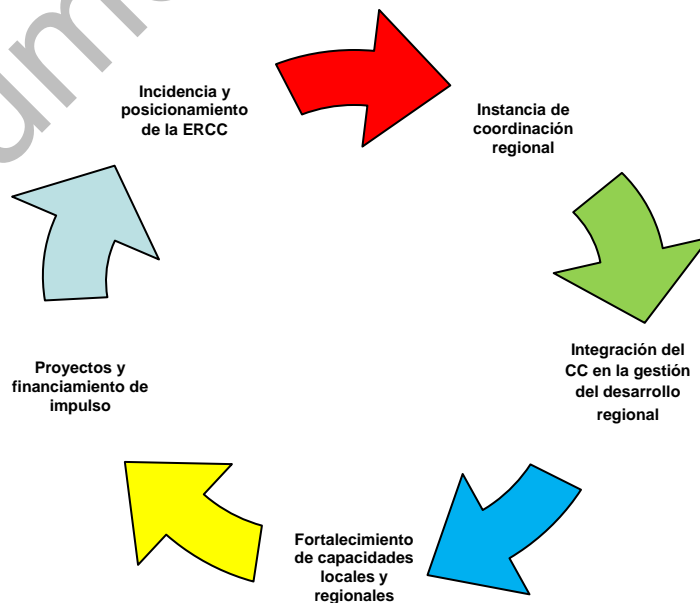 Incidencia y
posicionamiento
de la ERCC
Instancia de
coordinación
regional
Integración del
CC en la gestión
del desarrollo
regional
Fortalecimiento
de capacidades
locales y
regionales
Proyectos y
financiamiento de
impulso